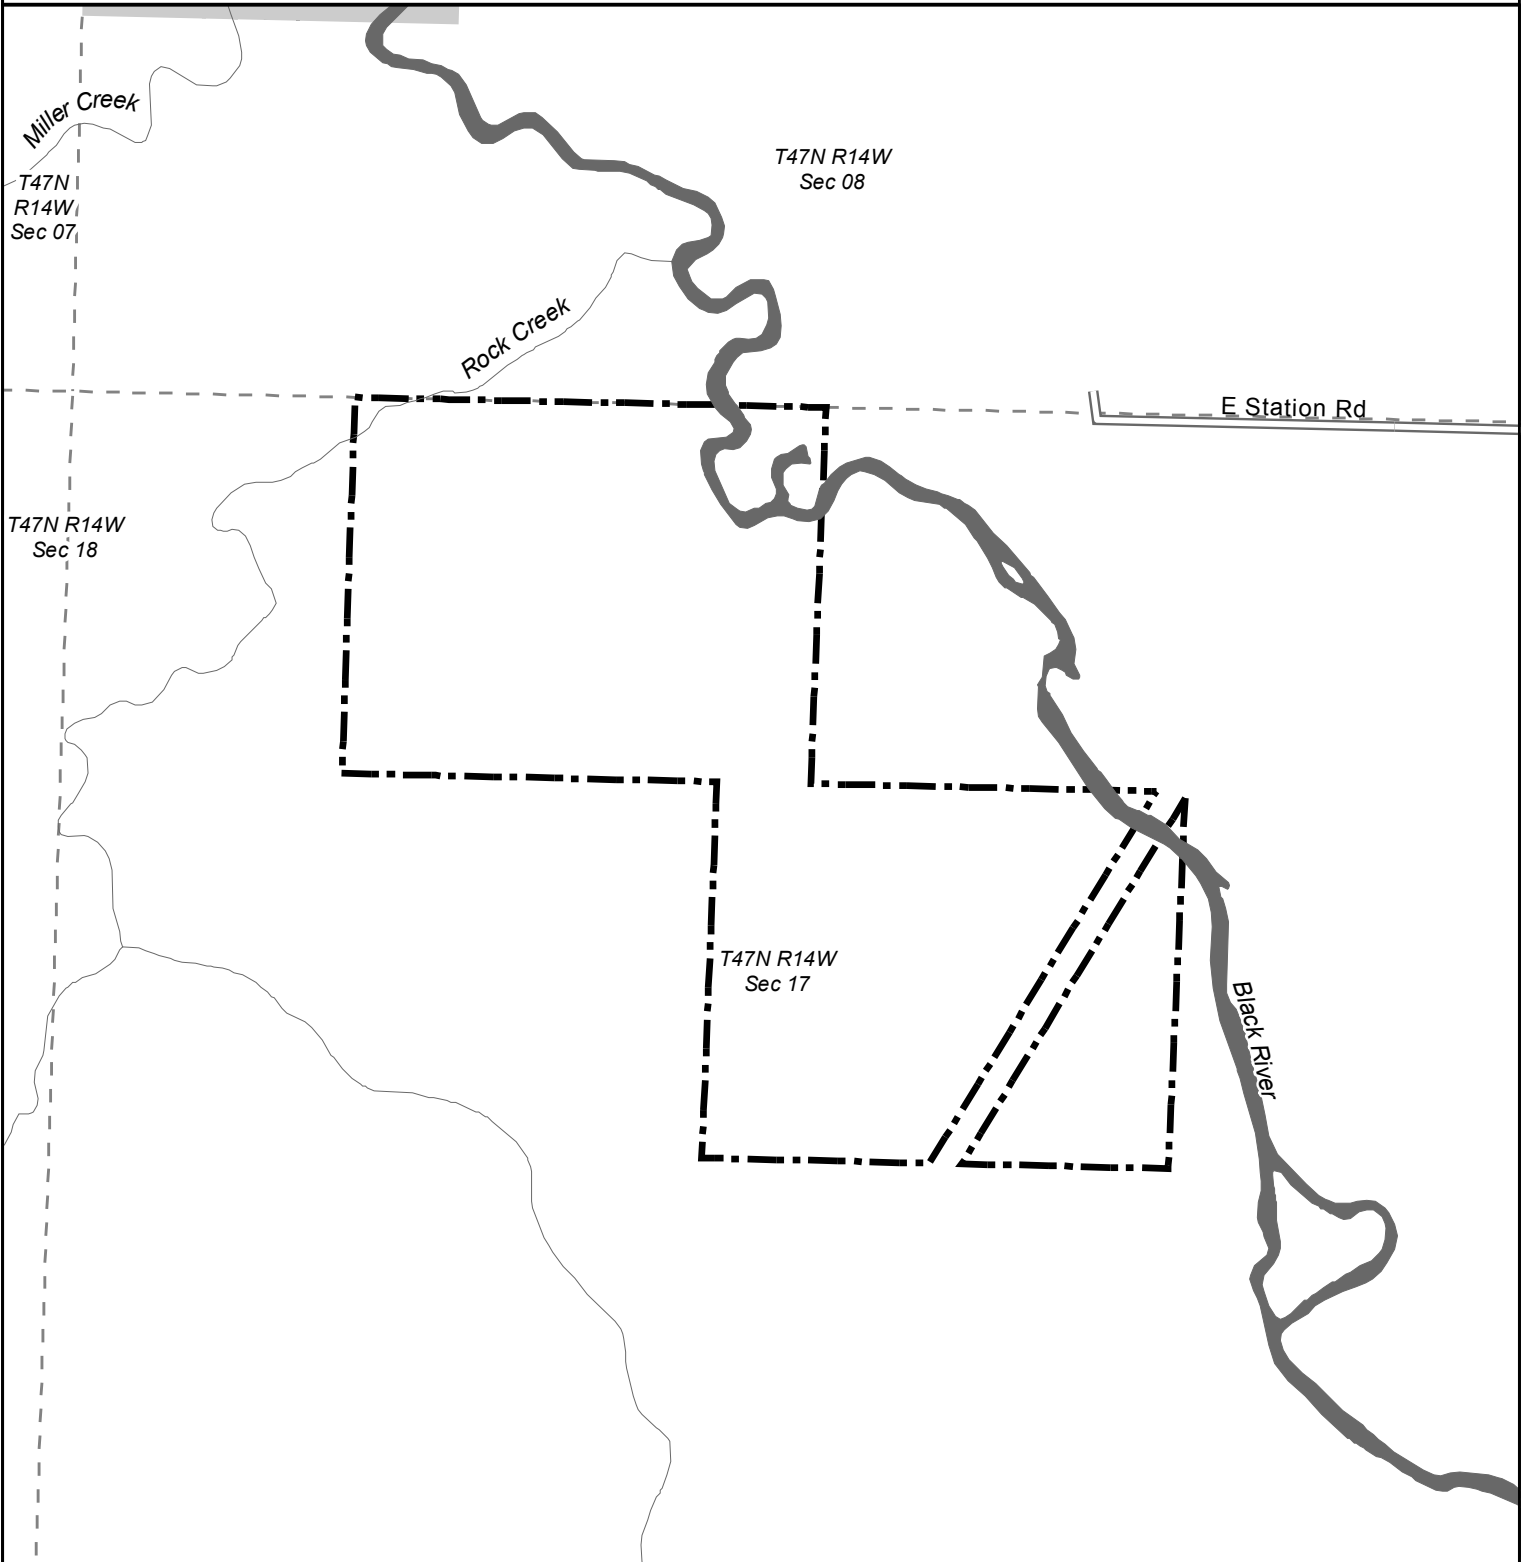 Miller Creek
T47N R14W
Sec 08
T47N
R14W
Sec 07
Rock Creek
E Station Rd
T47N R14W
Sec 18
T47N R14W
Sec 17
Black River